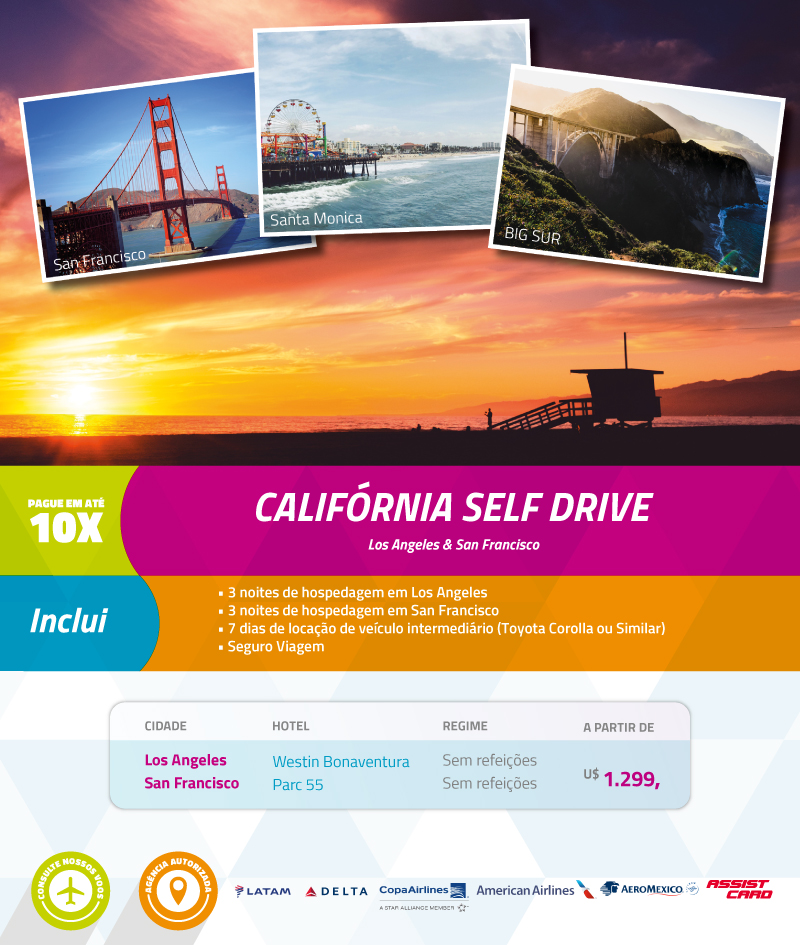 San Francisco
Santa Monica
BIG SUR
PAGUE EM ATÉ
10X
CALIFÓRNIA SELF DRIVE
Los Angeles & San Francisco
Inclui
• 3 noites de hospedagem em Los Angeles
• 3 noites de hospedagem em San Francisco
• 7 dias de locação de veículo intermediário (Toyota Corolla ou Similar)
• Seguro Viagem
CIDADE HOTEL REGIME A PARTIR DE
Los Angeles Westin Bonaventura Sem refeições
San Francisco Parc 55 Sem refeições
U$ 1.299,
CONSULTE NOSSOS VOOS
AGÊNCIA AUTORIZADA
LATAM
DELTA
CopaAirlines
A STAR ALLIANCE MEMBER
American Airlines
AEROMEXICO.
ASSIST CARD